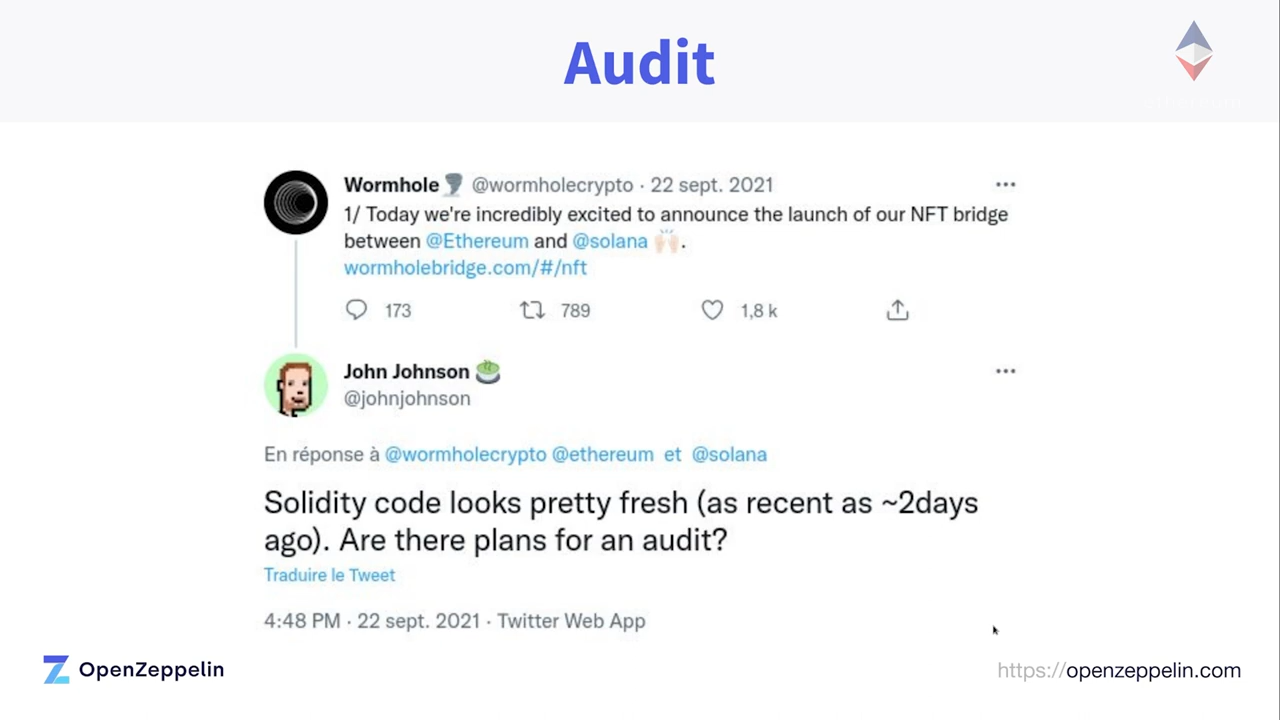 Audit
Wormhole🌪️ @wormholecrypto · 22 sept. 2021
1/ Today we're incredibly excited to announce the launch of our NFT bridge
between @Ethereum and @solana 🙌🏻.
wormholebridge.com/#/nft
173 789 1,8 k
John Johnson 🍵
@johnjohnson
En réponse à @wormholecrypto @ethereum et @solana
Solidity code looks pretty fresh (as recent as ~2days
ago). Are there plans for an audit?
Traduire le Tweet
4:48 PM · 22 sept. 2021 · Twitter Web App
OpenZeppelin
https://openzeppelin.com